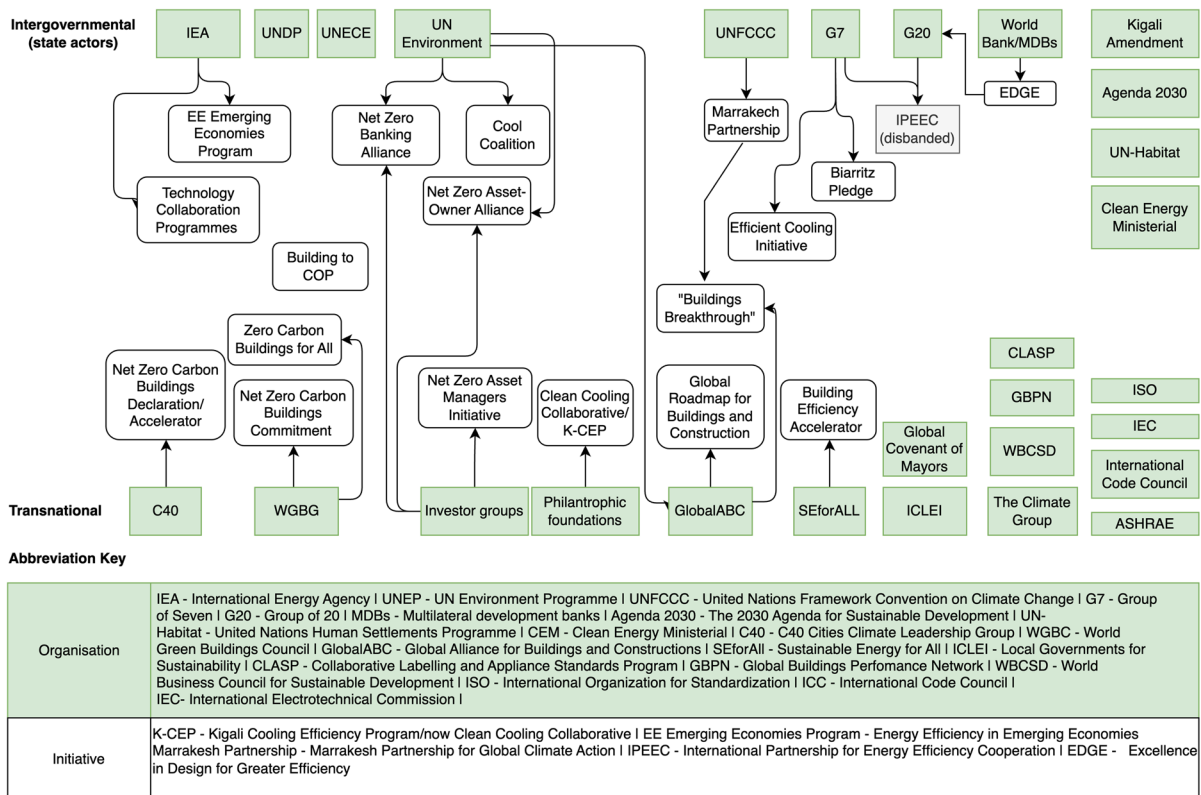 Intergovernmental
(state actors)
IEA
UNDP
UNECE
UN
Environment
UNFCCC
G7
G20
World
Bank/MDBs
Kigali
Amendment
EDGE
Agenda 2030
EE Emerging
Economies
Program
Net Zero
Banking
Alliance
Cool
Coalition
Marrakech
Partnership
IPEEC
(disbanded)
UN-Habitat
Technology
Collaboration
Programmes
Net Zero Asset-
Owner Alliance
Biarritz
Pledge
Clean Energy
Ministerial
Efficient Cooling
Initiative
Building to
COP
"Buildings
Breakthrough"
Zero Carbon
Buildings for All
CLASP
Net Zero Carbon
Buildings
Declaration/
Accelerator
Net Zero Carbon
Buildings
Commitment
Net Zero Asset
Managers
Initiative
Clean Cooling
Collaborative/
K-CEP
Global
Roadmap for
Buildings and
Construction
Building
Efficiency
Accelerator
GBPN
ISO
Global
Covenant of
Mayors
WBCSD
IEC
International
Code Council
Transnational
C40
WGBG
Investor groups
Philantrophic
foundations
GlobalABC
SEforALL
ICLEI
The Climate
Group
ASHRAE
Abbreviation Key
Organisation
IEA - International Energy Agency | UNEP - UN Environment Programme | UNFCCC - United Nations Framework Convention on Climate Change | G7 - Group
of Seven | G20 - Group of 20 | MDBs - Multilateral development banks | Agenda 2030 - The 2030 Agenda for Sustainable Development | UN-
Habitat - United Nations Human Settlements Programme | CEM - Clean Energy Ministerial | C40 - C40 Cities Climate Leadership Group | WGBC - World
Green Buildings Council | GlobalABC - Global Alliance for Buildings and Constructions | SEforAll - Sustainable Energy for All | ICLEI - Local Governments for
Sustainability | CLASP - Collaborative Labelling and Appliance Standards Program | GBPN - Global Buildings Perfomance Network | WBCSD - World
Business Council for Sustainable Development | ISO - International Organization for Standardization | ICC - International Code Council |
IEC- International Electrotechnical Commission |
Initiative
K-CEP - Kigali Cooling Efficiency Program/now Clean Cooling Collaborative | EE Emerging Economies Program - Energy Efficiency in Emerging Economies
Marrakesh Partnership - Marrakesh Partnership for Global Climate Action | IPEEC - International Partnership for Energy Efficiency Cooperation | EDGE - Excellence
in Design for Greater Efficiency